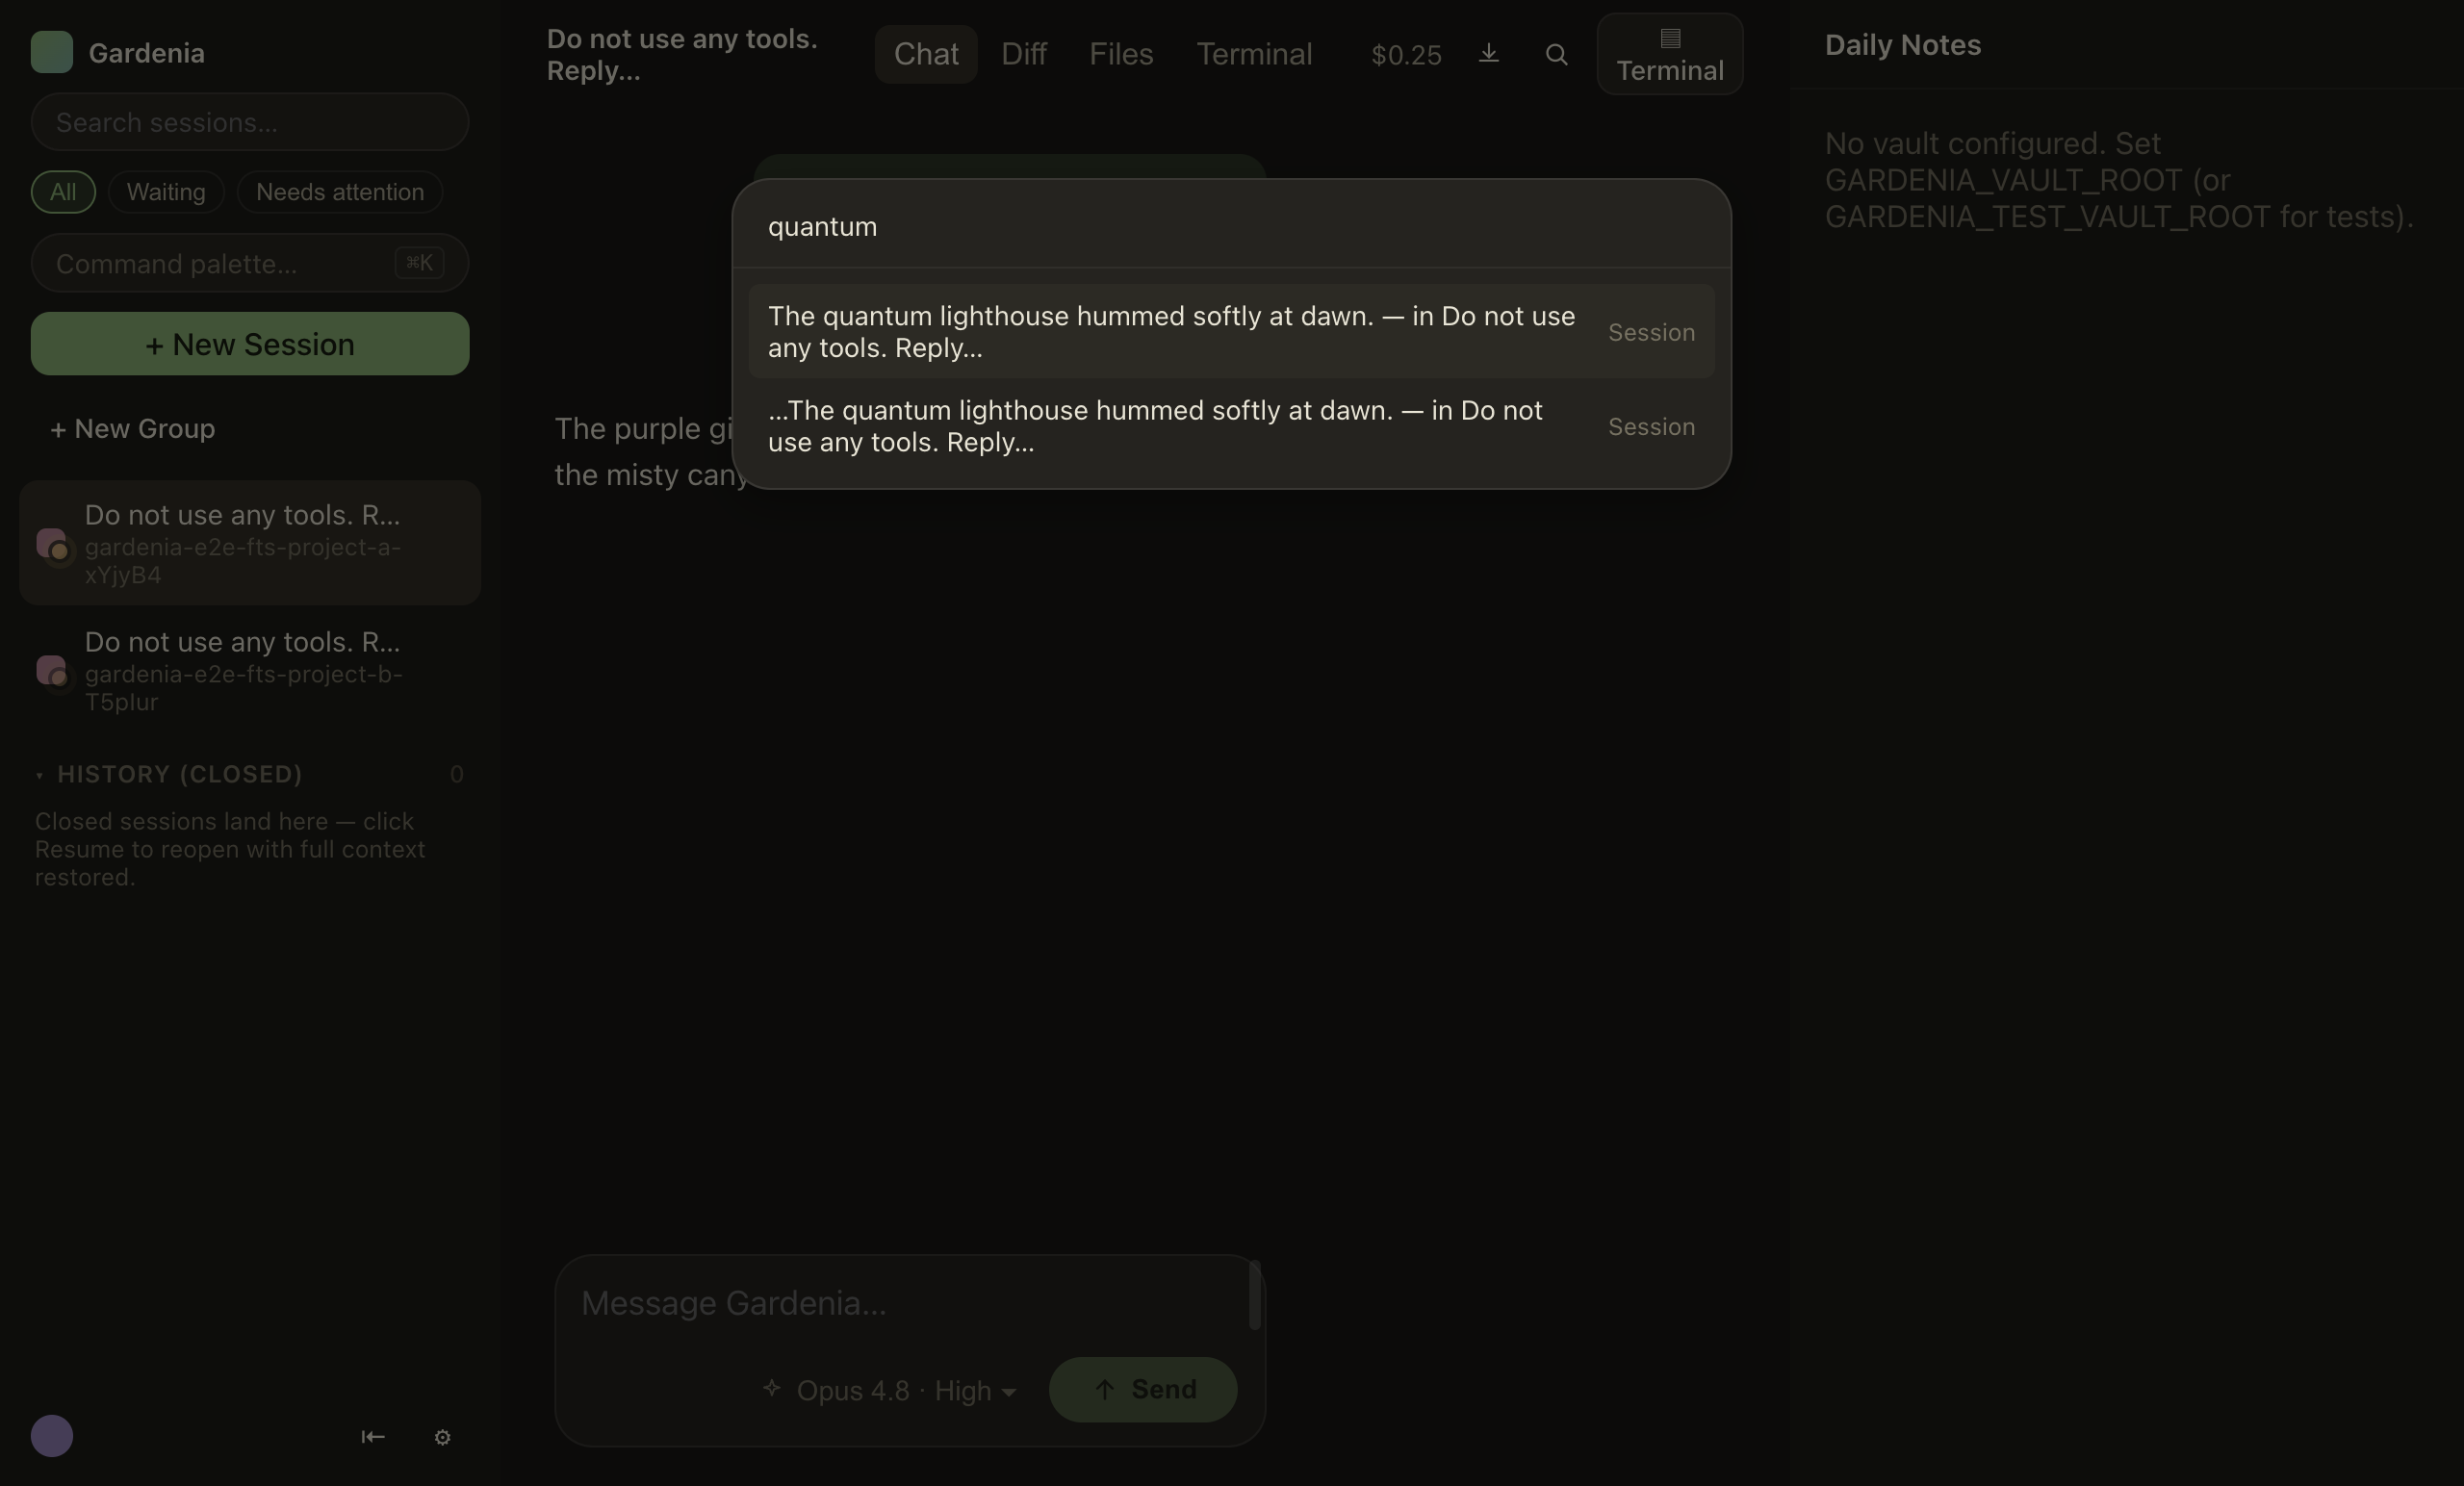 Gardenia
Search sessions...
All
Waiting
Needs attention
Command palette...
⌘K
+ New Session
+ New Group
Do not use any tools. R...
gardenia-e2e-fts-project-a-
xYjyB4
Do not use any tools. R...
gardenia-e2e-fts-project-b-
HISTORY (CLOSED)
0
Closed sessions land here — click
Resume to reopen with full context
restored.
Do not use any tools.
Reply...
Chat
Diff
Files
Terminal
$0.25
Terminal
quantum
The quantum lighthouse hummed softly at dawn. — in Do not use
any tools. Reply...
Session
...The quantum lighthouse hummed softly at dawn. — in Do not
use any tools. Reply...
Session
The purple gi
the misty cany
Message Gardenia...
Opus 4.8 · High
Send
Daily Notes
No vault configured. Set
GARDENIA_VAULT_ROOT (or
GARDENIA_TEST_VAULT_ROOT for tests).